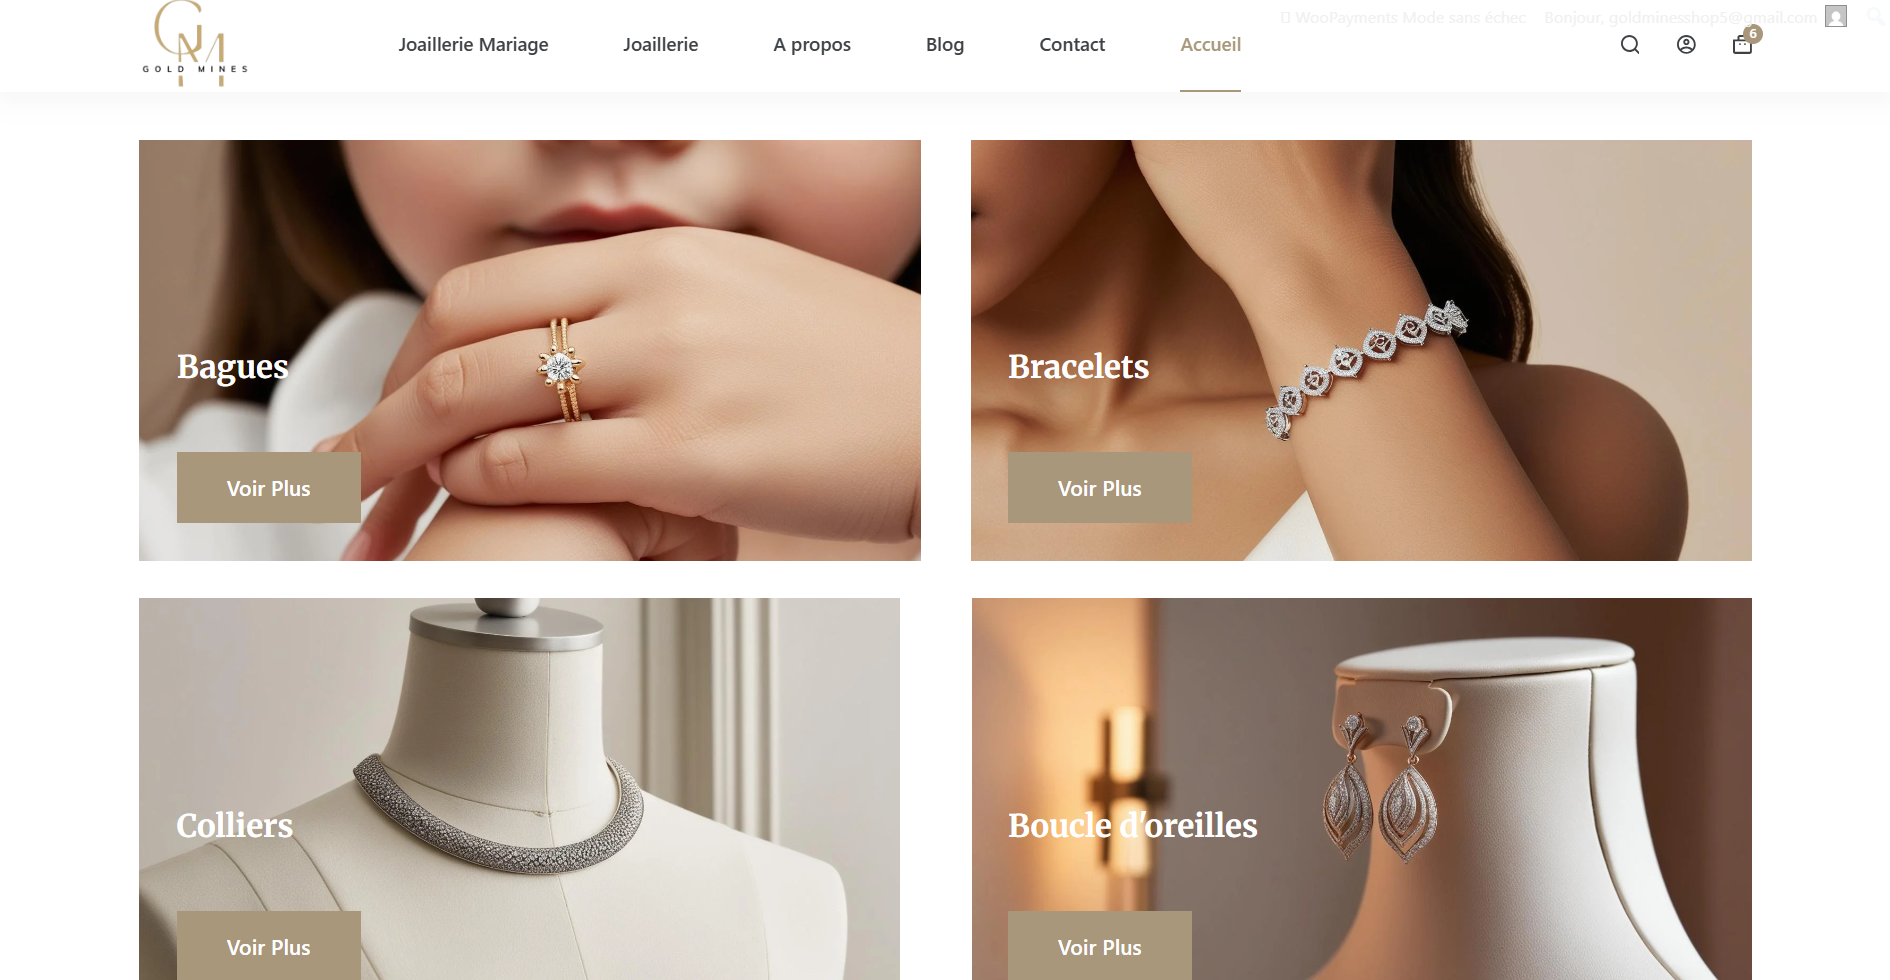 WooPayments Mode sans échec Bonjour, goldminesshop5@gmail.com
GM
GOLD MINES
Joaillerie Mariage Joaillerie A propos Blog Contact Accueil
6
Bagues
Voir Plus
Bracelets
Voir Plus
Colliers
Voir Plus
Boucle d'oreilles
Voir Plus